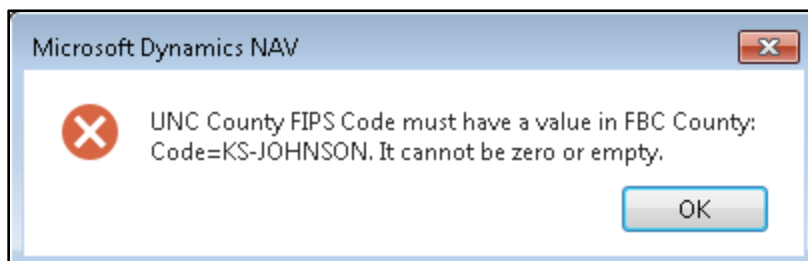 Microsoft Dynamics NAV
UNC County FIPS Code must have a value in FBC County:
Code=KS-JOHNSON. It cannot be zero or empty.
OK